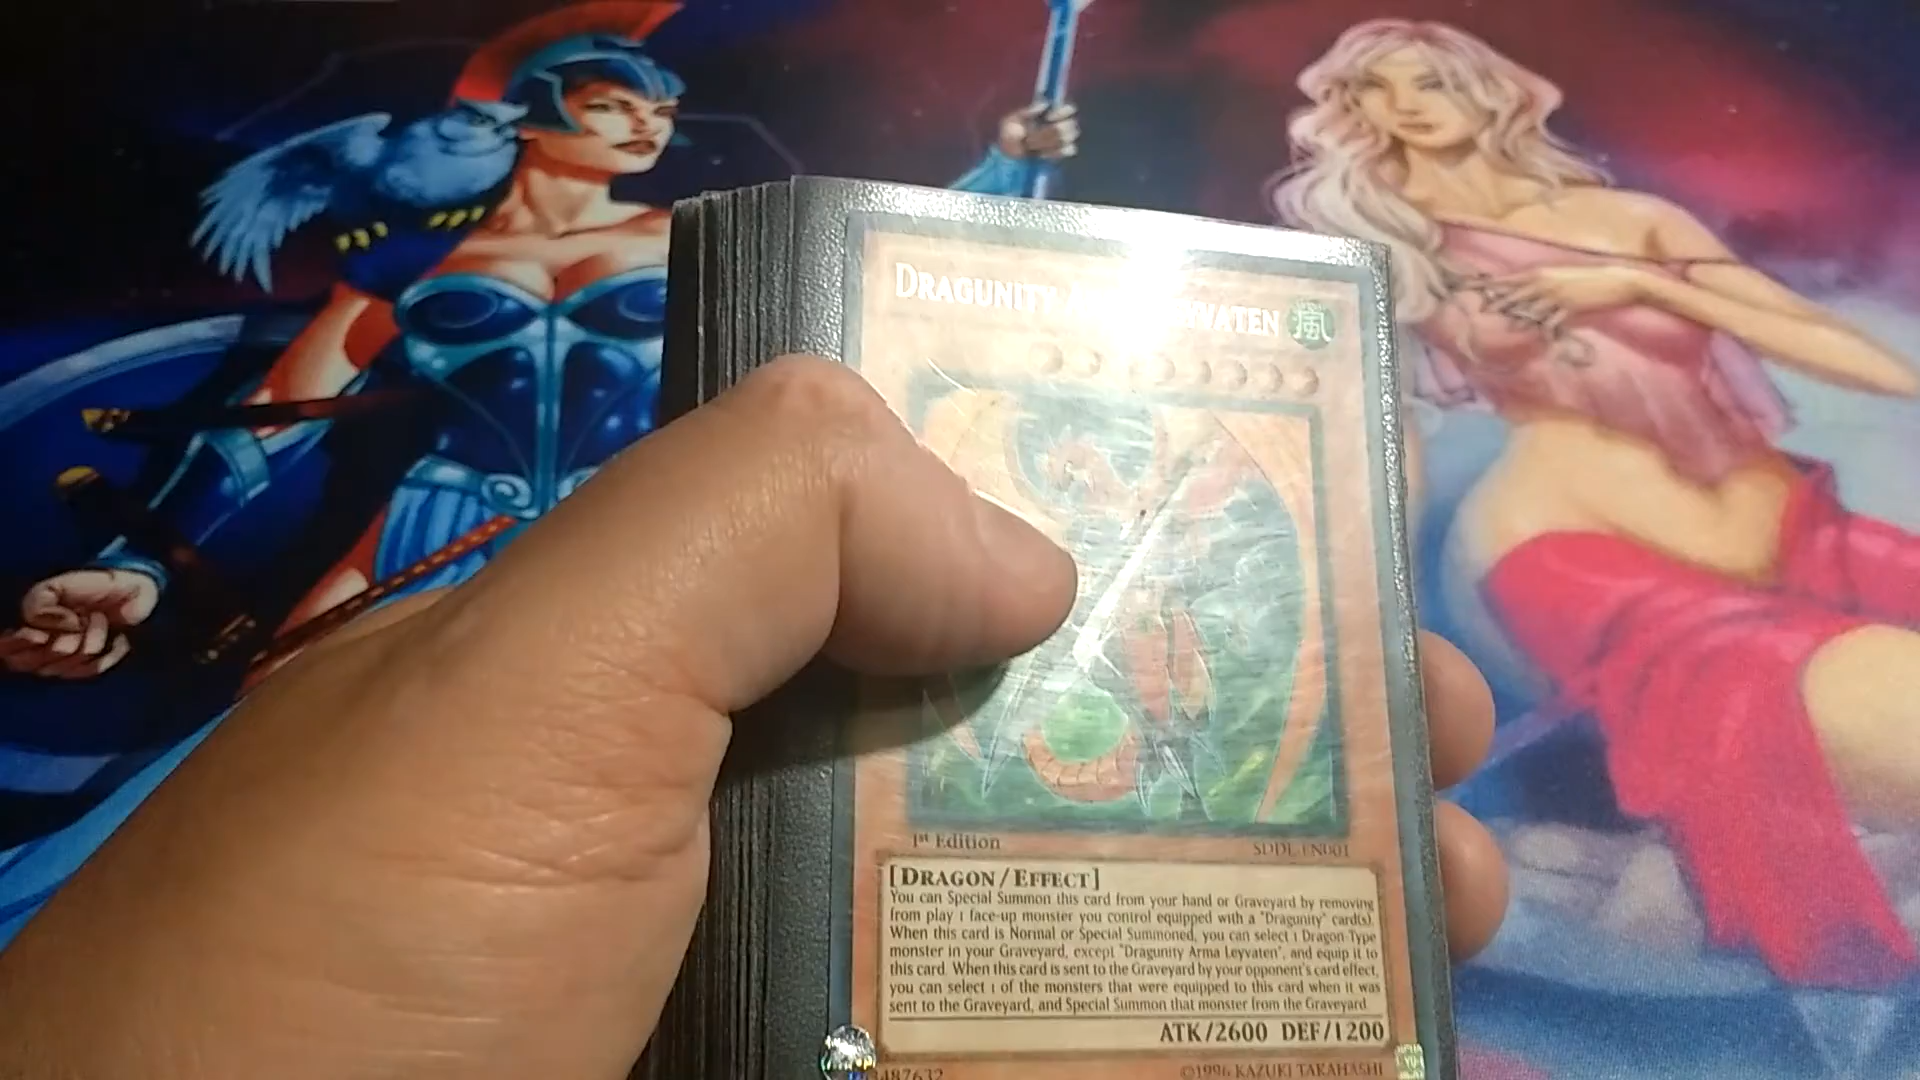 DRAGUNITY
風
1st Edition
SDDL-EN001
[DRAGON/EFFECT]
You can Special Summon this card from your hand or Graveyard by removing
from play 1 face-up monster you control equipped with a "Dragunity" card(s).
When this card is Normal or Special Summoned, you can select 1 Dragon-Type
monster in your Graveyard, except "Dragunity Arma Leyvaten", and equip it to
this card. When this card is sent to the Graveyard by your opponent's card effect,
you can select 1 of the monsters that were equipped to this card when it was
sent to the Graveyard, and Special Summon that monster from the Graveyard.
ATK/2600 DEF/1200
3487632
©1996 KAZUKI TAKAHASHI